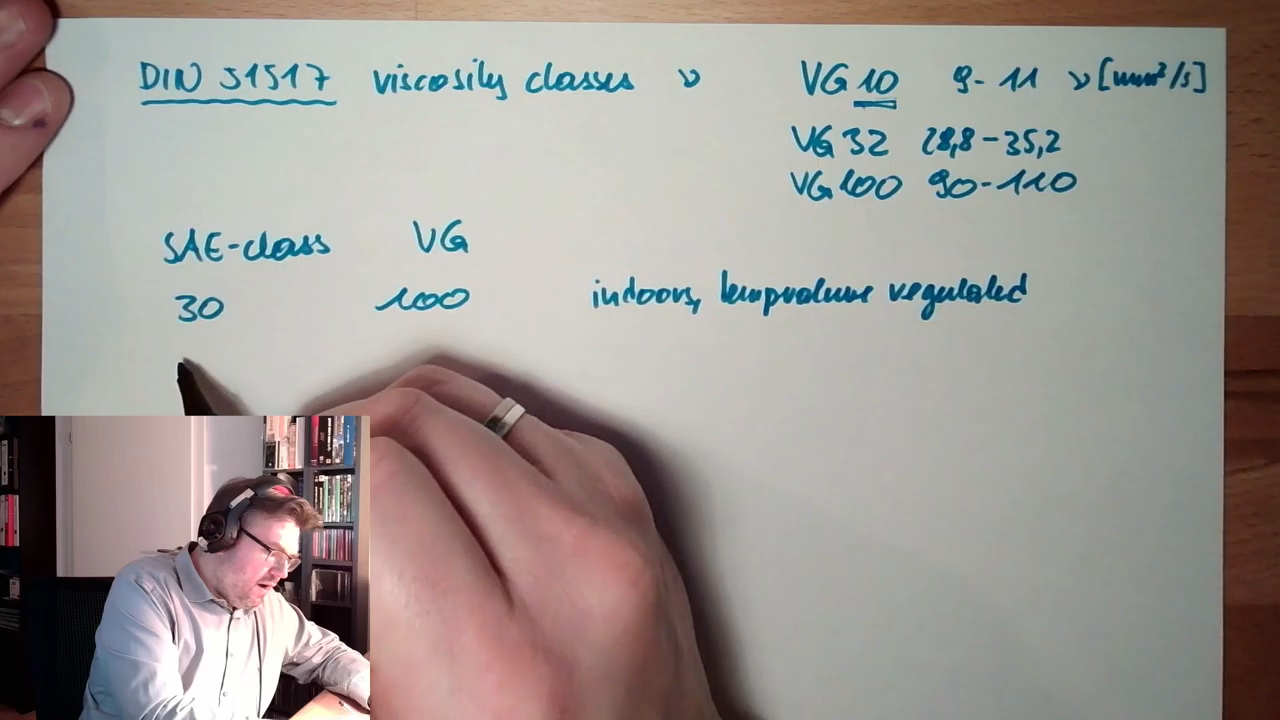 DIN 51517 viscosity classes ν VG 10 9-11 ν [mm²/s]
VG 32 28,8-35,2
VG 100 90-110
SAE-class VG
30 100 indoors, temperature regulated